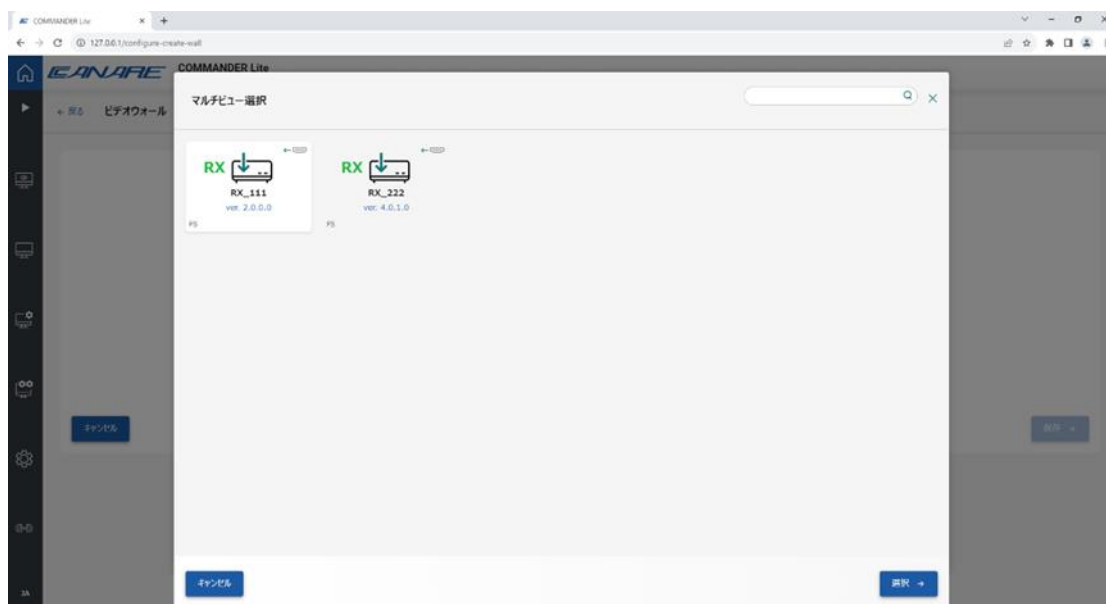 COMMANDER Lite
127.0.0.1/configure-create-wall
CANARE
COMMANDER Lite
← 戻る ビデオウォール
マルチビュー選択
RX
RX_111
ver. 2.0.0.0
RX
RX_222
ver. 4.0.1.0
キャンセル
保存 →
キャンセル
選択 →